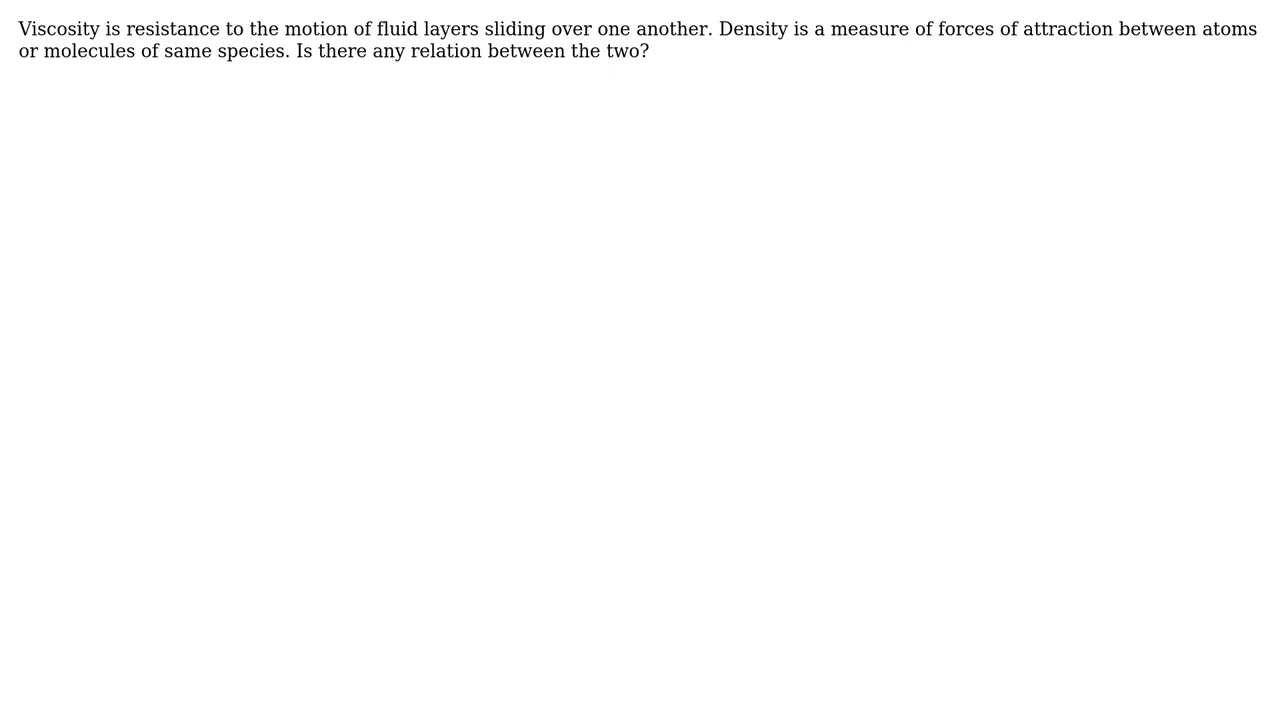 Viscosity is resistance to the motion of fluid layers sliding over one another. Density is a measure of forces of attraction between atoms
or molecules of same species. Is there any relation between the two?